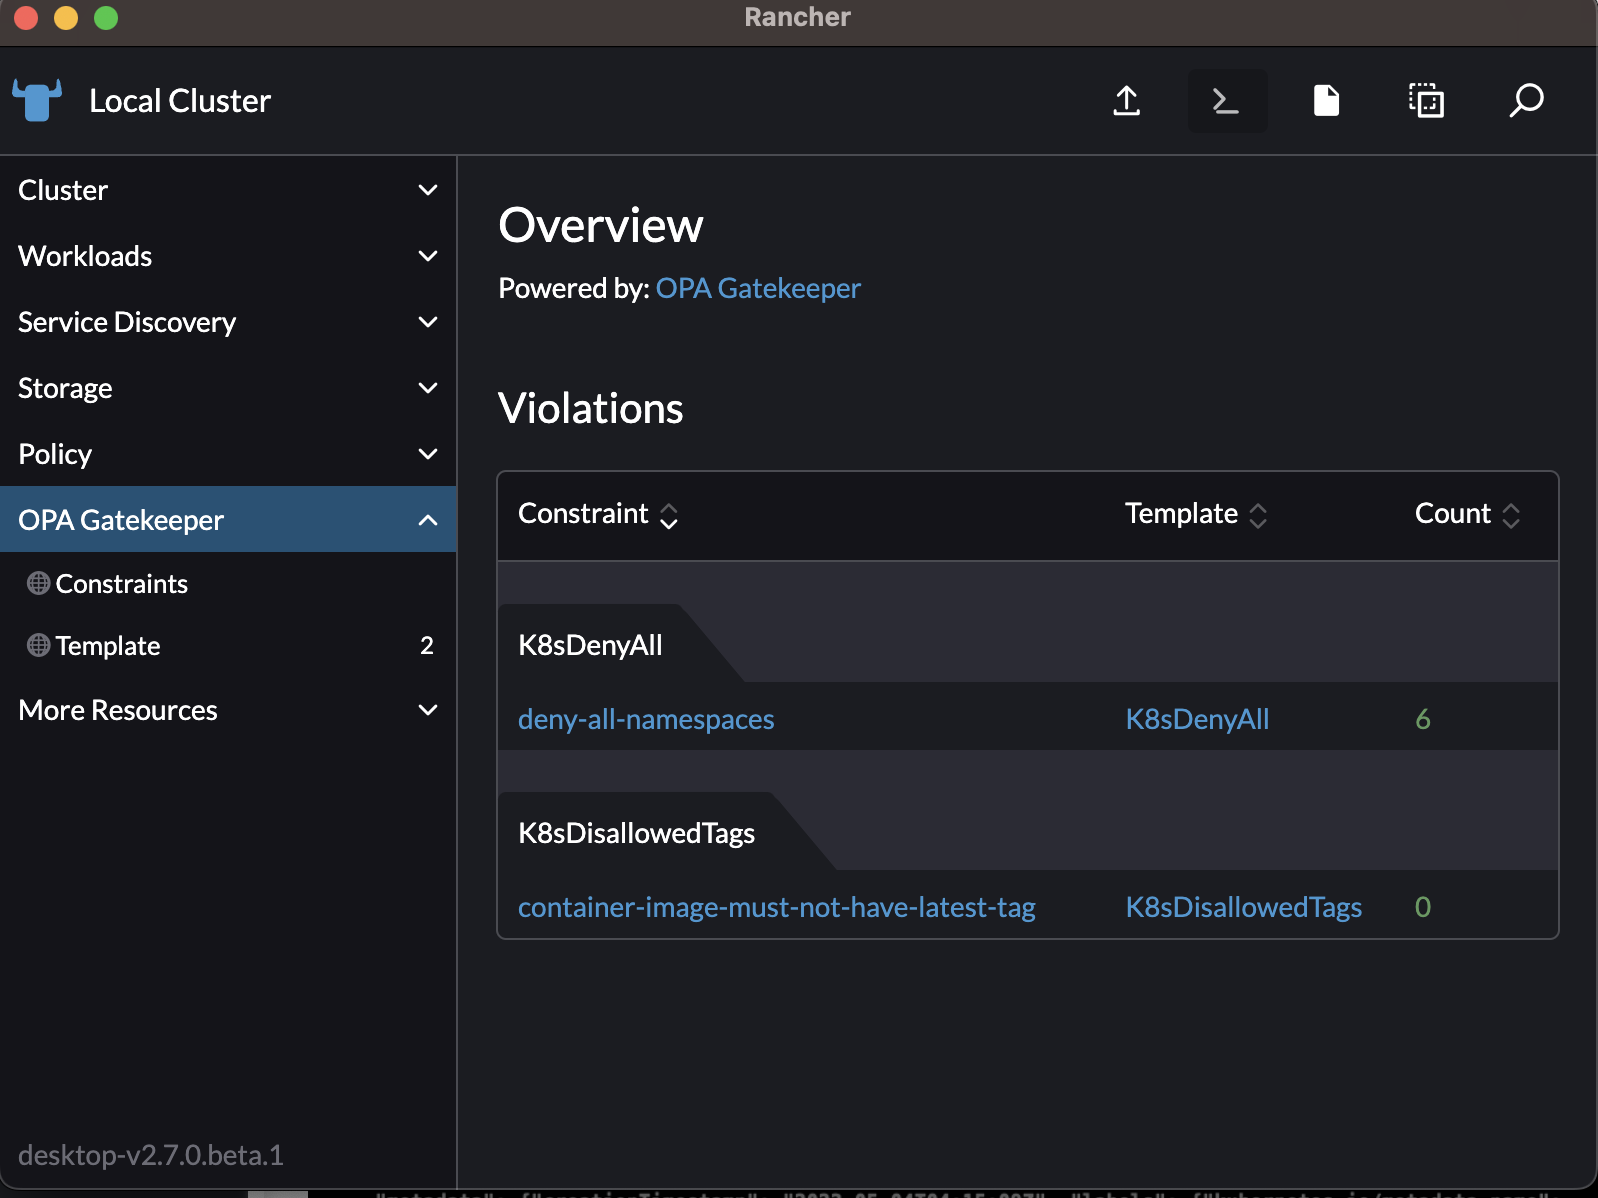 Rancher
Local Cluster
Cluster
Workloads
Service Discovery
Storage
Policy
OPA Gatekeeper
Constraints
Template 2
More Resources
desktop-v2.7.0.beta.1
Overview
Powered by: OPA Gatekeeper
Violations
Constraint Template Count
K8sDenyAll
deny-all-namespaces K8sDenyAll 6
K8sDisallowedTags
container-image-must-not-have-latest-tag K8sDisallowedTags 0